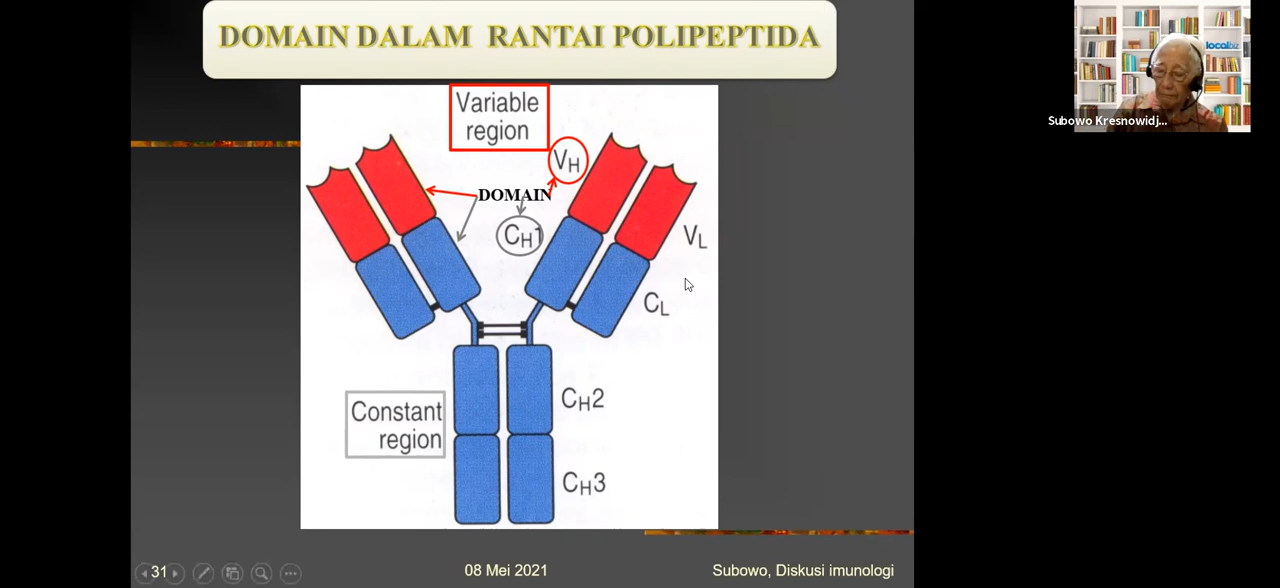 DOMAIN DALAM RANTAI POLIPEPTIDA
localbiz
Subowo Kresnowidj...
Variable
region
VH
DOMAIN
CH1
VL
CL
Constant
region
CH2
CH3
31
08 Mei 2021
Subowo, Diskusi imunologi